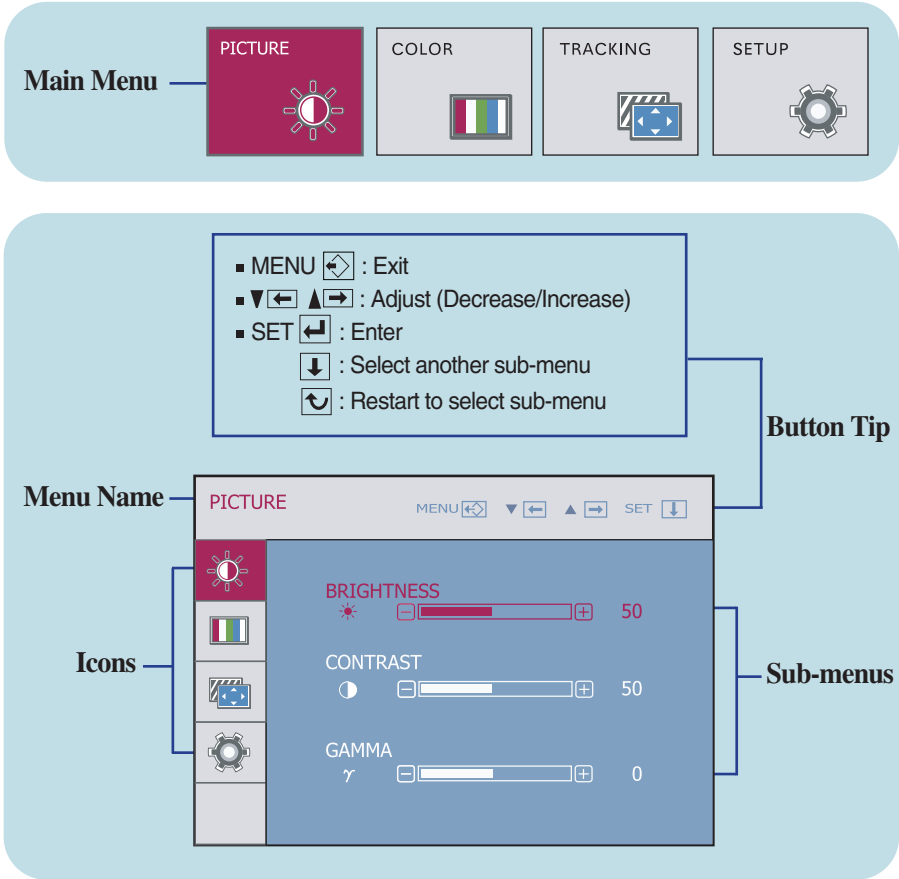 PICTURE COLOR TRACKING SETUP
Main Menu
MENU : Exit
: Adjust (Decrease/Increase)
SET : Enter
: Select another sub-menu
: Restart to select sub-menu
Button Tip
Menu Name
PICTURE MENU SET
BRIGHTNESS
50
Icons
CONTRAST
50
Sub-menus
GAMMA
γ 0